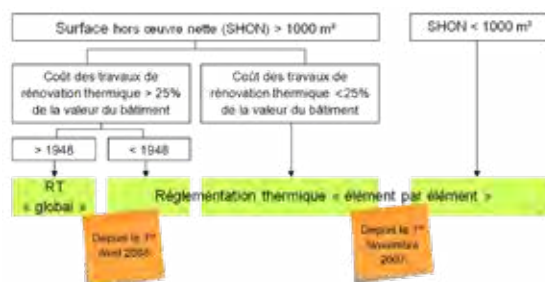 Surface hors œuvre nette (SHON) > 1000 m²
SHON < 1000 m²
Coût des travaux de
rénovation thermique > 25%
de la valeur du bâtiment
Coût des travaux de
rénovation thermique <25%
de la valeur du bâtiment
> 1948
< 1948
RT
« global »
Réglementation thermique « élément par élément »
Depuis le 1er
Avril 2008
Depuis le 1er
Novembre
2007